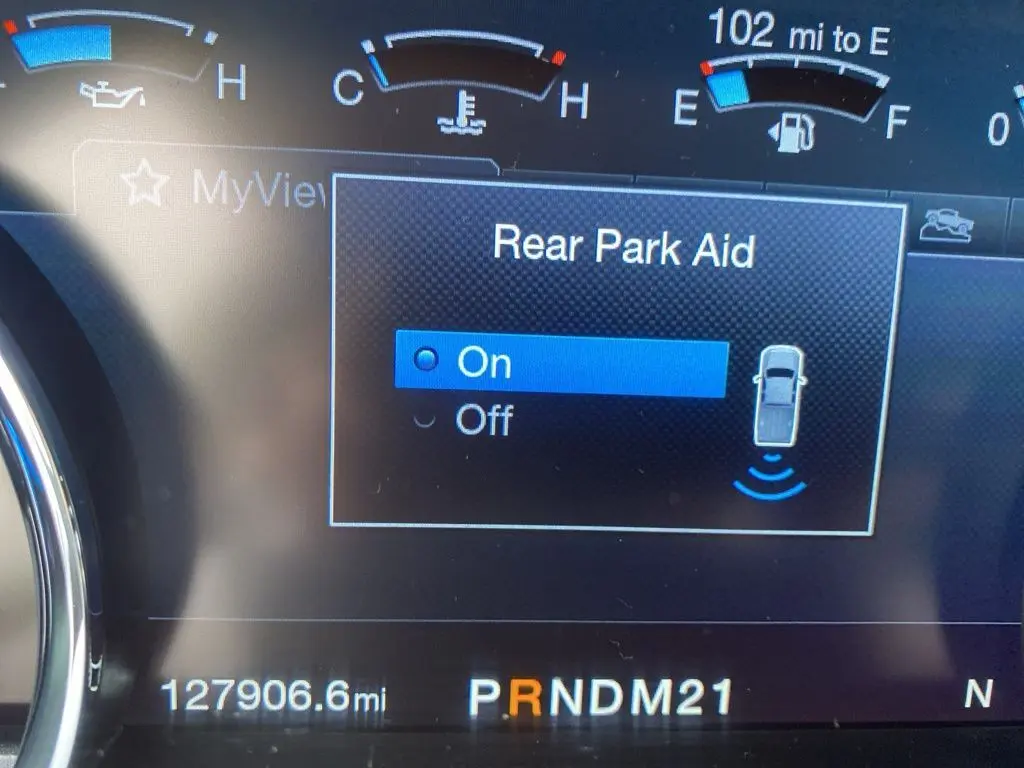 102 mi to E
H
C
H
E
F
0
MyView
Rear Park Aid
On
Off
127906.6mi
PRNDM21
N